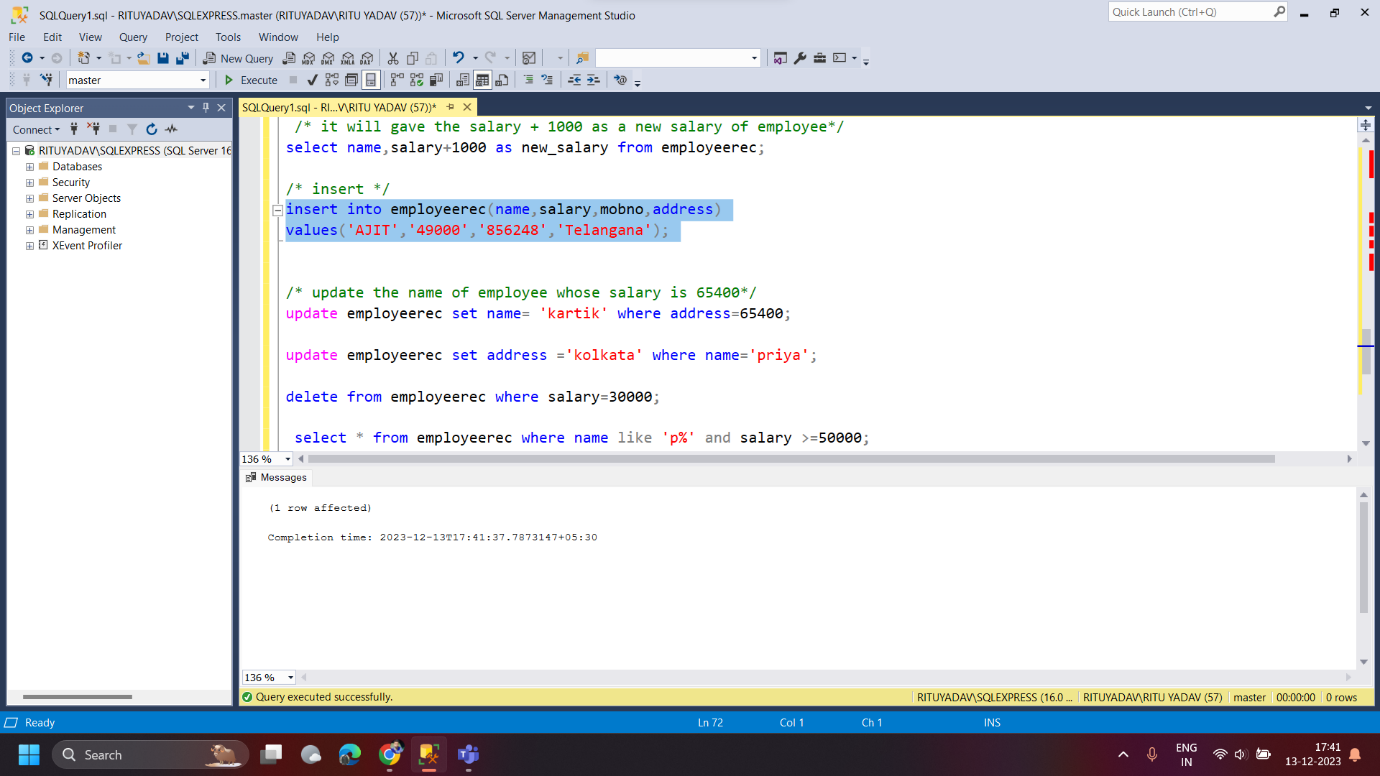 SQLQuery1.sql - RITUYADAV\SQLEXPRESS.master (RITUYADAV\RITU YADAV (57))* - Microsoft SQL Server Management Studio
Quick Launch (Ctrl+Q)
File Edit View Query Project Tools Window Help
New Query
MDX DMX XMLA DAX
master
Execute
Object Explorer
SQLQuery1.sql - RI...V\RITU YADAV (57))*
Connect
RITUYADAV\SQLEXPRESS (SQL Server 16
Databases
Security
Server Objects
Replication
Management
XEvent Profiler
/* it will gave the salary + 1000 as a new salary of employee*/
select name,salary+1000 as new_salary from employeerec;
/* insert */
insert into employeerec(name,salary,mobno,address)
values('AJIT','49000','856248','Telangana');
/* update the name of employee whose salary is 65400*/
update employeerec set name= 'kartik' where address=65400;
update employeerec set address ='kolkata' where name='priya';
delete from employeerec where salary=30000;
select * from employeerec where name like 'p%' and salary >=50000;
136 %
Messages
(1 row affected)
Completion time: 2023-12-13T17:41:37.7873147+05:30
136 %
Query executed successfully.
RITUYADAV\SQLEXPRESS (16.0 ... RITUYADAV\RITU YADAV (57) master 00:00:00 0 rows
Ready
Ln 72 Col 1 Ch 1 INS
Search
ENG
IN
17:41
13-12-2023